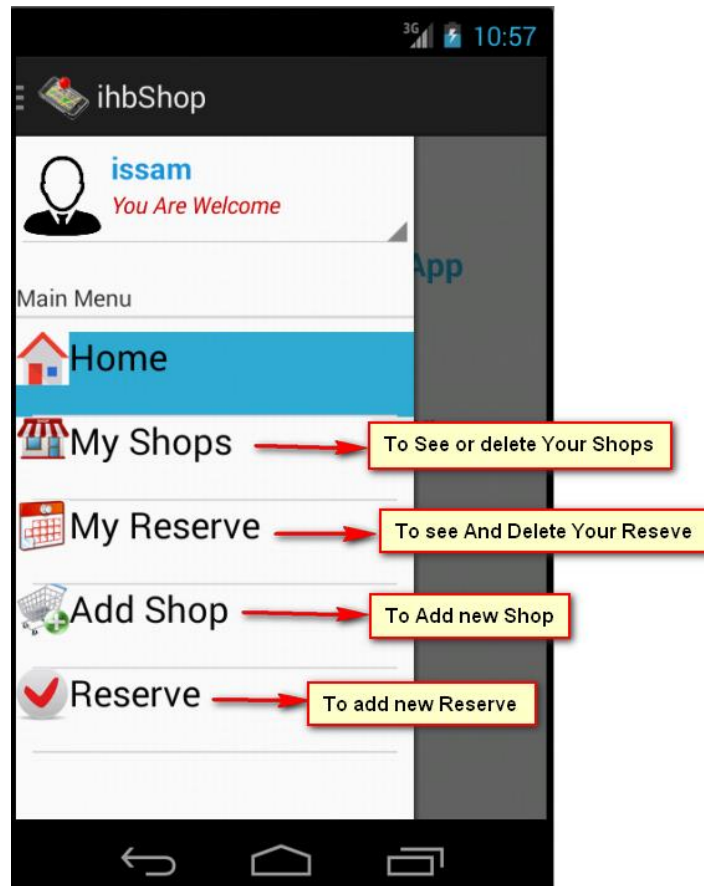 3G 10:57
ihbShop
issam
You Are Welcome
App
Main Menu
Home
My Shops
To See or delete Your Shops
My Reserve
To see And Delete Your Reseve
Add Shop
To Add new Shop
Reserve
To add new Reserve